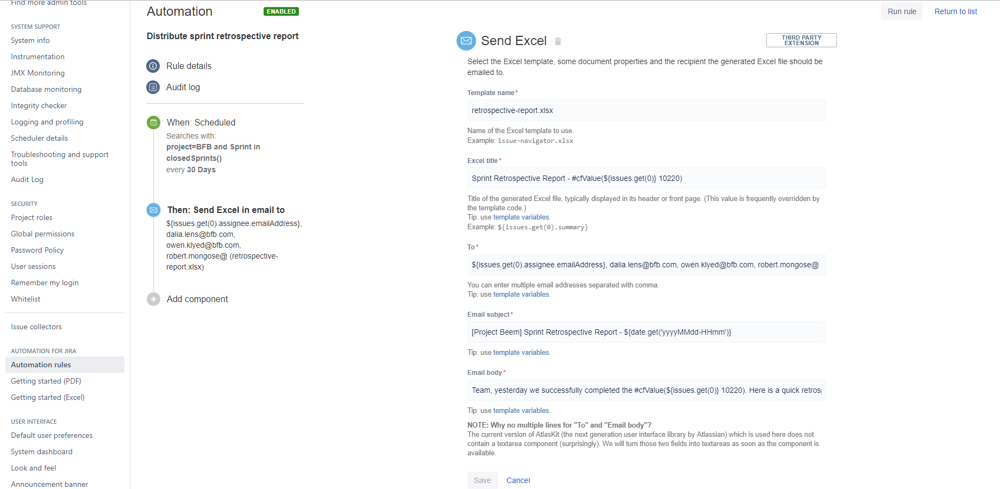 Find more admin tools
SYSTEM SUPPORT
System info
Instrumentation
JMX Monitoring
Database monitoring
Integrity checker
Logging and profiling
Scheduler details
Troubleshooting and support
tools
Audit Log
SECURITY
Project roles
Global permissions
Password Policy
User sessions
Remember my login
Whitelist
Issue collectors
AUTOMATION FOR JIRA
Automation rules
Getting started (PDF)
Getting started (Excel)
USER INTERFACE
Default user preferences
System dashboard
Look and feel
Announcement banner
Automation
ENABLED
Run rule
Return to list
Distribute sprint retrospective report
Rule details
Audit log
When: Scheduled
Searches with:
project=BFB and Sprint in
closedSprints()
every 30 Days
Then: Send Excel in email to
${issues.get(0).assignee.emailAddress},
dalia.lens@bfb.com,
owen.klyed@bfb.com,
robert.mongose@ (retrospective-
report.xlsx)
Add component
Send Excel
THIRD PARTY
EXTENSION
Select the Excel template, some document properties and the recipient the generated Excel file should be
emailed to.
Template name*
retrospective-report.xlsx
Name of the Excel template to use.
Example: issue-navigator.xlsx
Excel title*
Sprint Retrospective Report - #cfValue(${issues.get(0)} 10220)
Title of the generated Excel file, typically displayed in its header or front page. (This value is frequently overridden by
the template code.)
Tip: use template variables.
Example: ${issues.get(0).summary}
To*
${issues.get(0).assignee.emailAddress}, dalia.lens@bfb.com, owen.klyed@bfb.com, robert.mongose@
You can enter multiple email addresses separated with comma.
Tip: use template variables.
Email subject*
[Project Beem] Sprint Retrospective Report - ${date.get('yyyyMMdd-HHmm')}
Tip: use template variables.
Email body*
Team, yesterday we successfully completed the #cfValue(${issues.get(0)} 10220). Here is a quick retros
Tip: use template variables.
NOTE: Why no multiple lines for "To" and "Email body"?
The current version of AtlasKit (the next generation user interface library by Atlassian) which is used here does not
contain a textarea component (surprisingly). We will turn those two fields into textareas as soon as the component is
available.
Save
Cancel